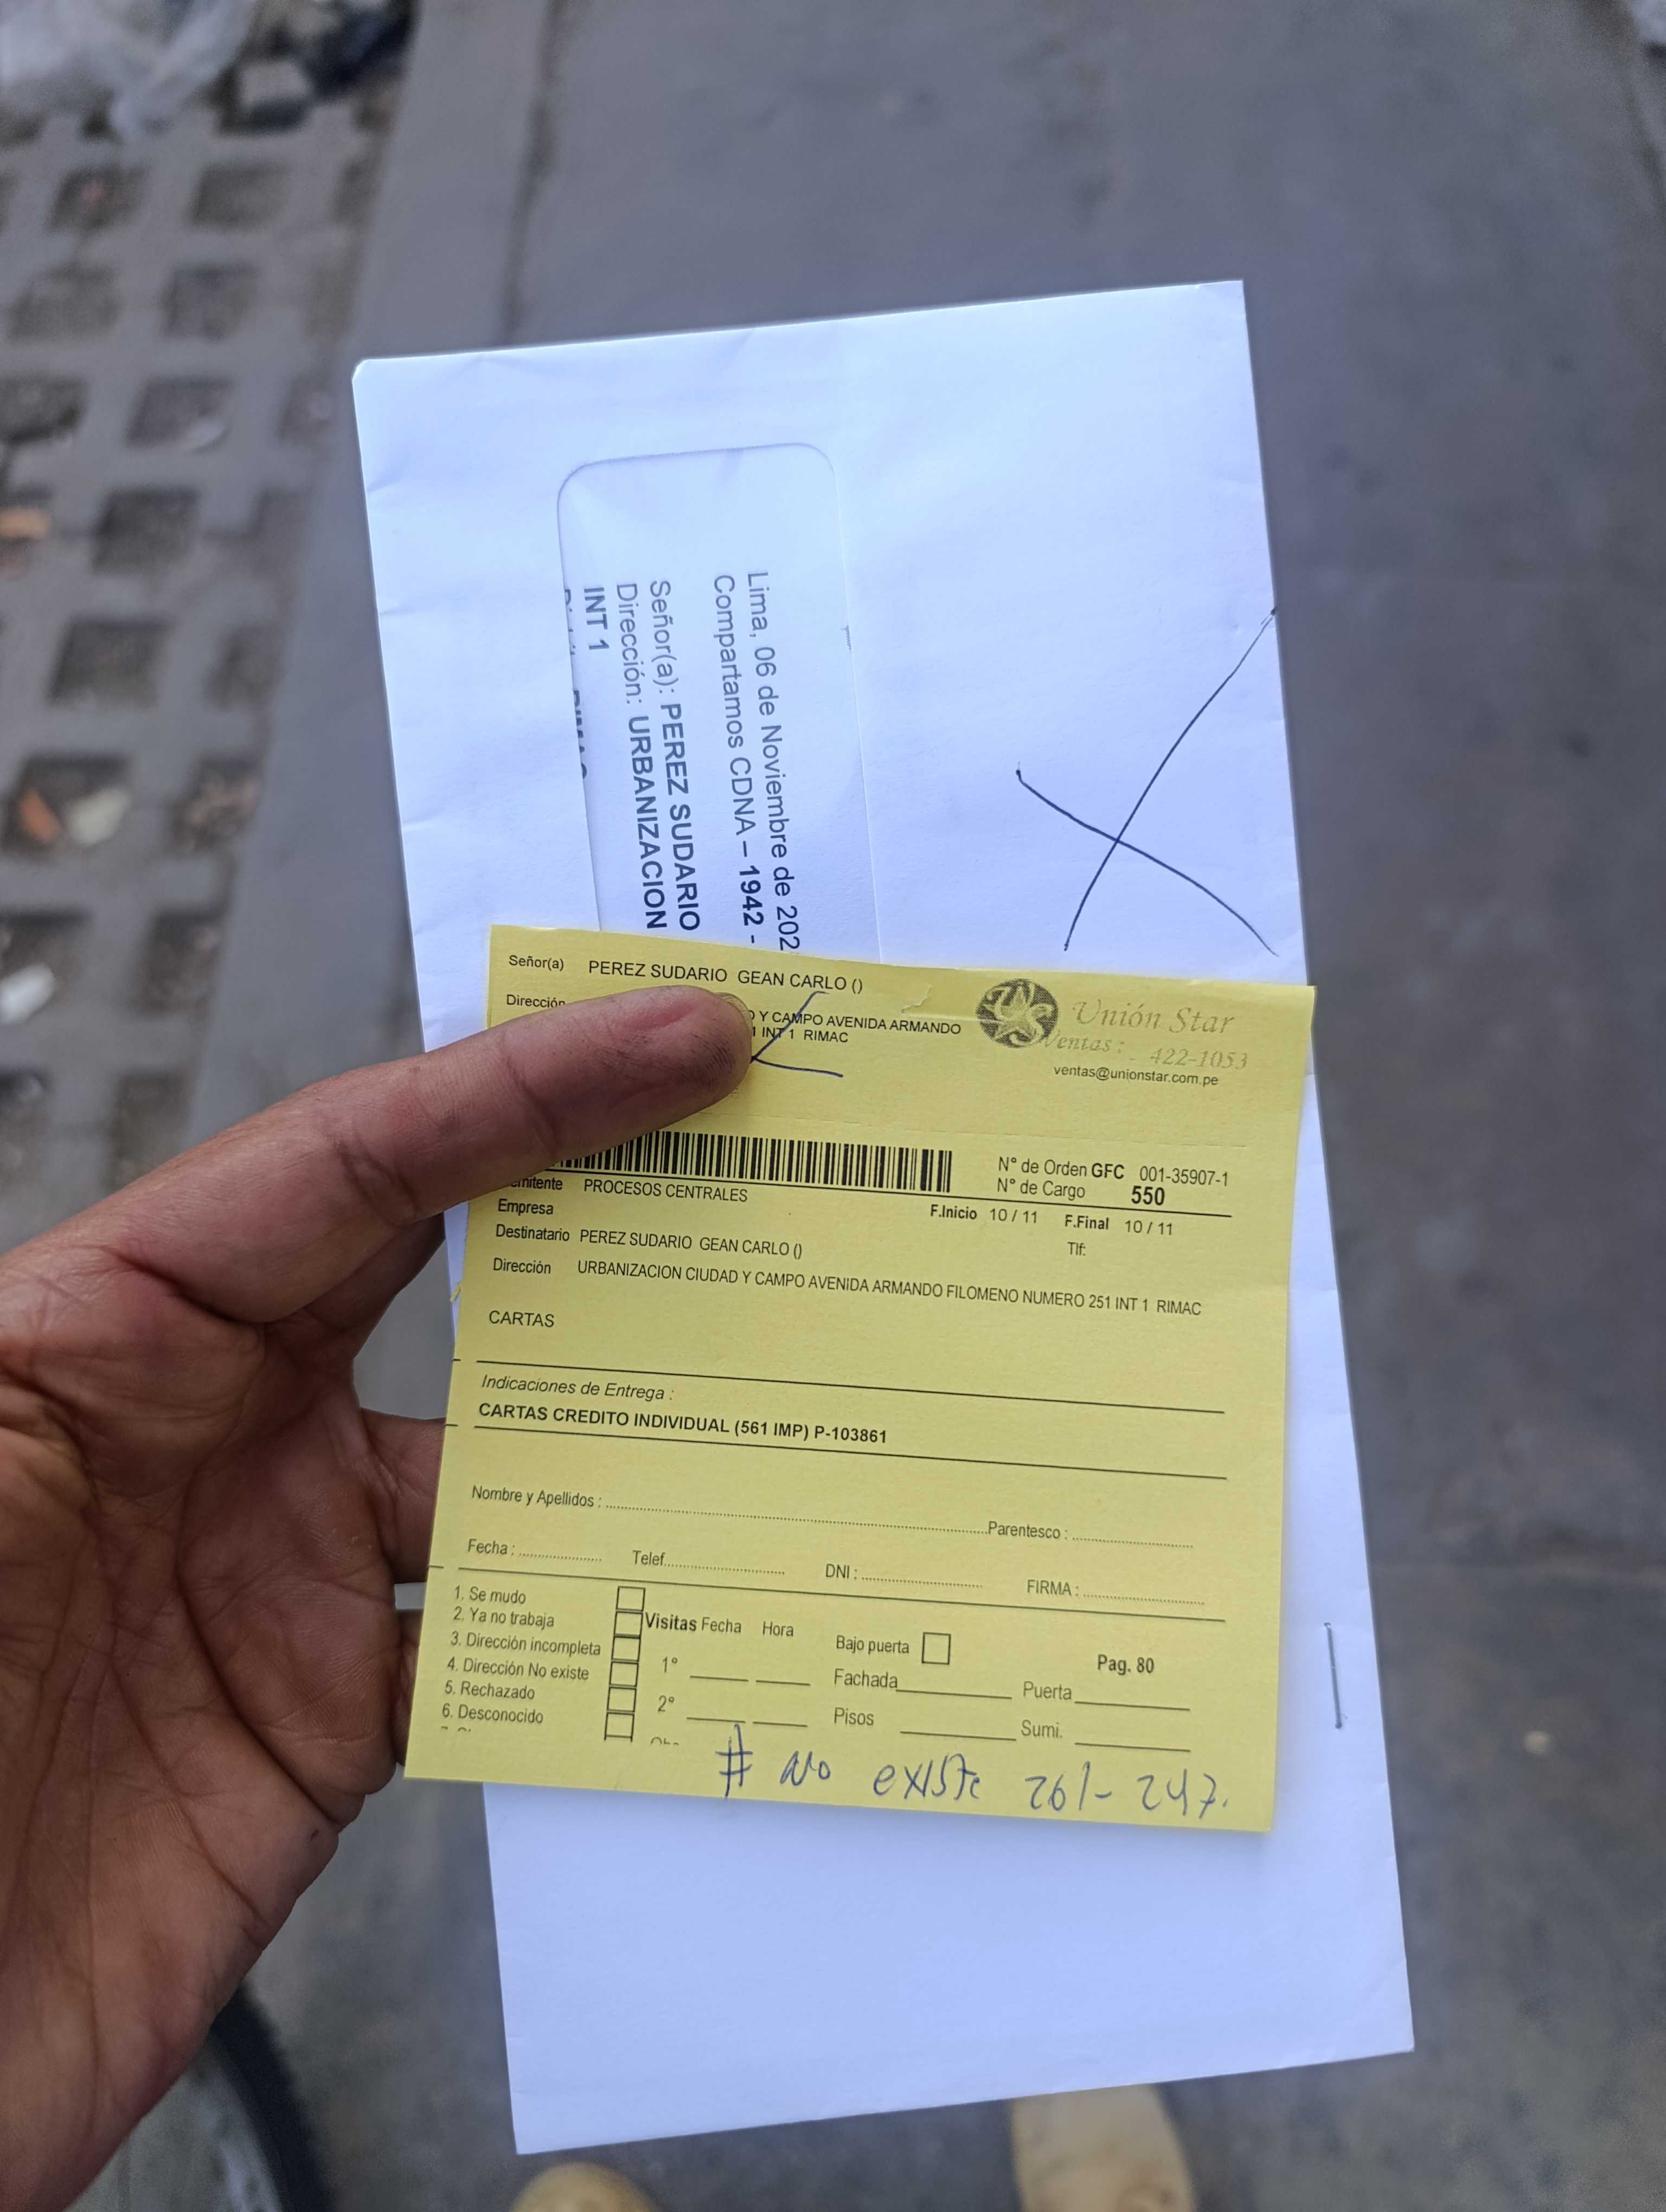 Lima, 06 de Noviembre de 202
Compartamos CDNA – 1942 -
Señor(a): PEREZ SUDARIO
Dirección: URBANIZACION
INT 1
Señor(a) PEREZ SUDARIO GEAN CARLO ()
Dirección
Y CAMPO AVENIDA ARMANDO
1 INT 1 RIMAC
Unión Star
Ventas : 422-1053
ventas@unionstar.com.pe
N° de Orden GFC 001-35907-1
N° de Cargo 550
PROCESOS CENTRALES
F.Inicio 10 / 11 F.Final 10 / 11
Empresa
Tlf:
Destinatario PEREZ SUDARIO GEAN CARLO ()
Dirección URBANIZACION CIUDAD Y CAMPO AVENIDA ARMANDO FILOMENO NUMERO 251 INT 1 RIMAC
CARTAS
Indicaciones de Entrega :
CARTAS CREDITO INDIVIDUAL (561 IMP) P-103861
Nombre y Apellidos : Parentesco :
Fecha : Telef. DNI : FIRMA :
1. Se mudo
2. Ya no trabaja
3. Dirección incompleta
4. Dirección No existe
5. Rechazado
6. Desconocido
Visitas Fecha Hora
1°
2°
Bajo puerta
Fachada
Pisos
Pag. 80
Puerta
Sumi.
# No existe 261- 247.